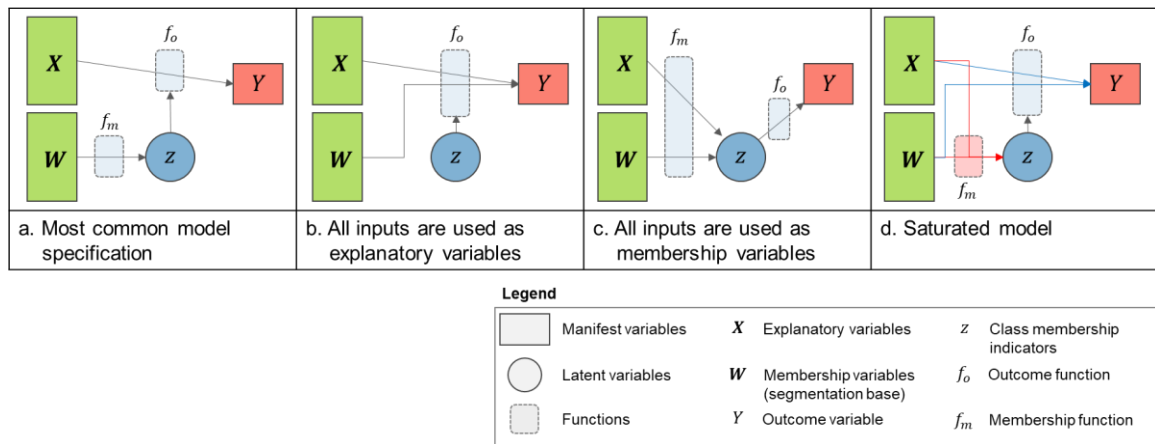 X
W
f_m
f_o
z
Y
X
W
f_o
z
Y
X
W
f_m
z
f_o
Y
X
W
f_m
f_o
z
Y
a. Most common model
specification
b. All inputs are used as
explanatory variables
c. All inputs are used as
membership variables
d. Saturated model
Legend
Manifest variables
X Explanatory variables
z Class membership
indicators
Latent variables
W Membership variables
(segmentation base)
f_o Outcome function
Functions
Y Outcome variable
f_m Membership function